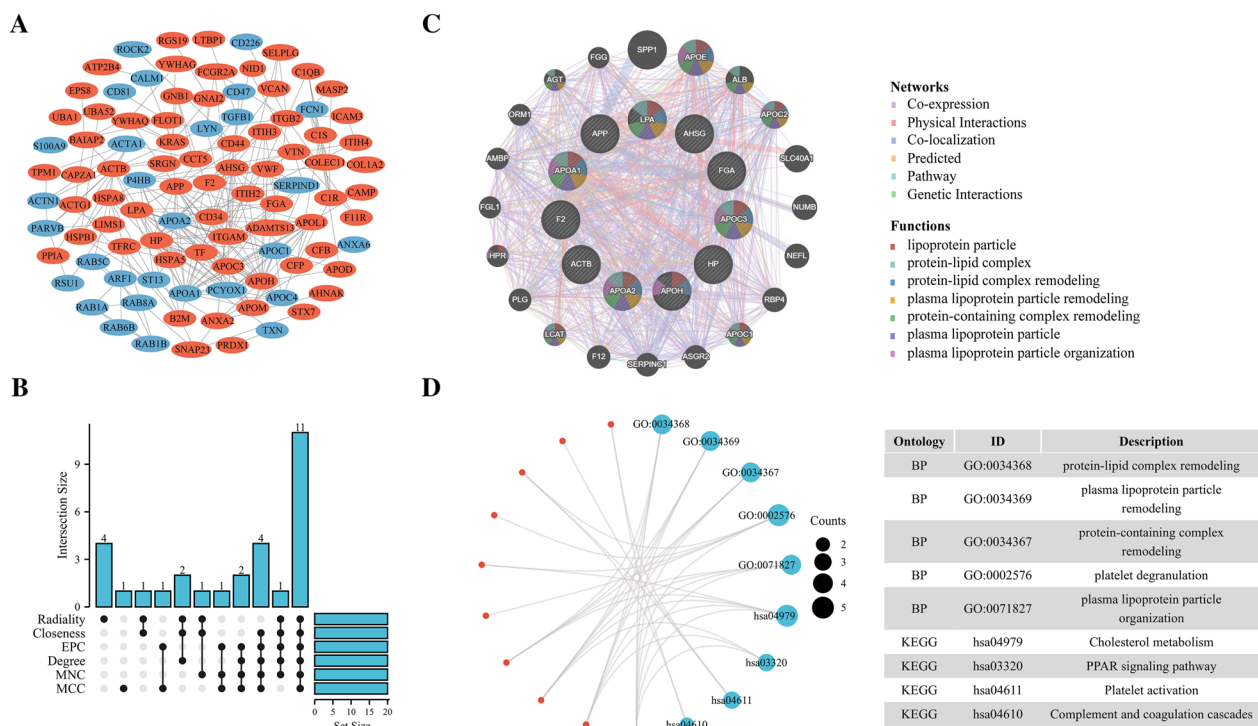 A
ROCK2
RGS19
LTBP1
CD226
SELPLG
ATP2B4
CALM1
YWHAG
FCGR2A
NID1
C1QB
EPS8
CD81
GNB1
GNAI2
CD47
VCAN
MASP2
UBA1
UBA52
YWHAQ
FLOT1
TGFB1
ITGB2
FCN1
ICAM3
S100A9
BAIAP2
ACTA1
KRAS
LYN
CD44
ITIH3
C1S
ITIH4
TPM1
CAPZA1
ACTB
SRGN
CCT5
AHSG
VWF
VTN
COLEC11
COL1A2
ACTN1
ACTG1
HSPA8
P4HB
APP
F2
ITIH2
FGA
SERPIND1
C1R
CAMP
PARVB
HSPB1
LIMS1
LPA
APOA2
CD34
ADAMTS13
APOL1
F11R
PPIA
RAB5C
TFRC
HP
HSPA5
TF
ITGAM
APOC1
CFB
ANXA6
RSU1
ARF1
ST13
APOA1
PCYOX1
APOC3
APOH
CFP
APOD
RAB1A
RAB8A
APOC4
AHNAK
RAB6B
B2M
ANXA2
APOM
STX7
RAB1B
SNAP23
PRDX1
TXN
B
Intersection Size
9
6
3
0
4
1
1
1
2
1
1
2
4
1
11
Radiality
Closeness
EPC
Degree
MNC
MCC
0 5 10 15 20
Set Size
C
SPP1
FGG
APOE
AGT
ALB
ORM1
LPA
APOC2
APP
AHSG
AMBP
SLC40A1
APOA1
FGA
FGL1
F2
APOC3
NUMB
HPR
ACTB
HP
NEFL
PLG
APOA2
APOH
RBP4
LCAT
APOC1
F12
SERPINC1
ASGR2
Networks
Co-expression
Physical Interactions
Co-localization
Predicted
Pathway
Genetic Interactions
Functions
lipoprotein particle
protein-lipid complex
protein-lipid complex remodeling
plasma lipoprotein particle remodeling
protein-containing complex remodeling
plasma lipoprotein particle
plasma lipoprotein particle organization
D
GO:0034368
GO:0034369
GO:0034367
GO:0002576
GO:0071827
hsa04979
hsa03320
hsa04611
hsa04610
Counts
2
3
4
5
Ontology ID Description
BP GO:0034368 protein-lipid complex remodeling
BP GO:0034369 plasma lipoprotein particle
remodeling
BP GO:0034367 protein-containing complex
remodeling
BP GO:0002576 platelet degranulation
BP GO:0071827 plasma lipoprotein particle
organization
KEGG hsa04979 Cholesterol metabolism
KEGG hsa03320 PPAR signaling pathway
KEGG hsa04611 Platelet activation
KEGG hsa04610 Complement and coagulation cascades